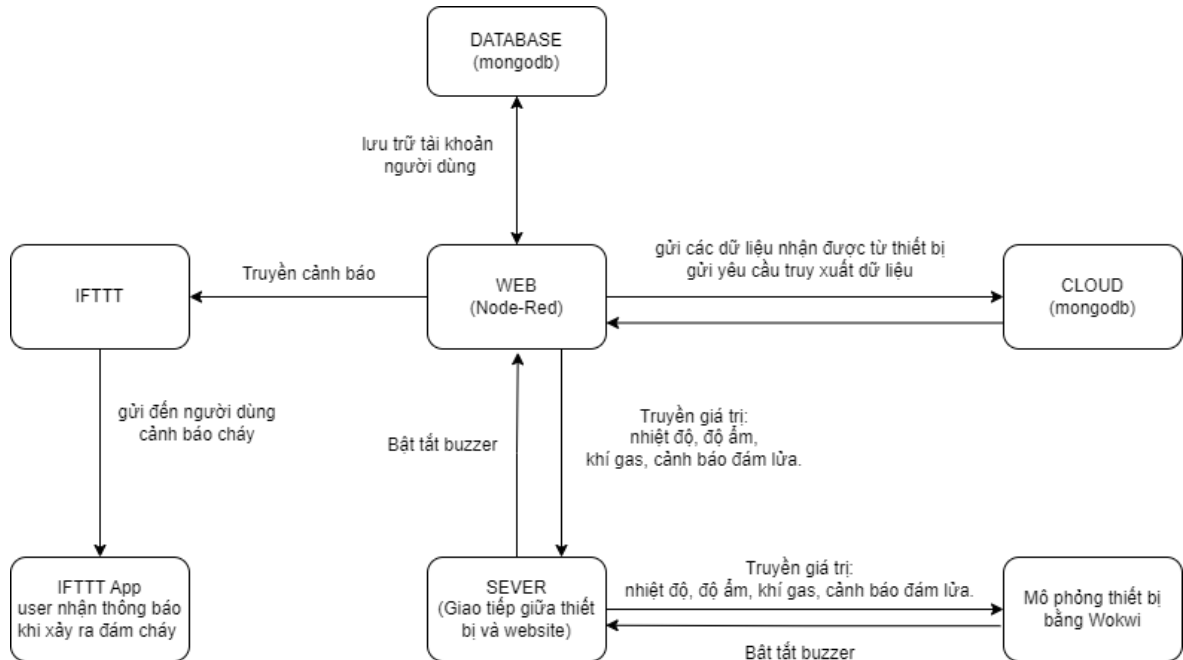 DATABASE
(mongodb)
lưu trữ tài khoản
người dùng
IFTTT
Truyền cảnh báo
WEB
(Node-Red)
gửi các dữ liệu nhận được từ thiết bị
gửi yêu cầu truy xuất dữ liệu
CLOUD
(mongodb)
gửi đến người dùng
cảnh báo cháy
Bật tắt buzzer
Truyền giá trị:
nhiệt độ, độ ẩm,
khí gas, cảnh báo đám lửa.
IFTTT App
user nhận thông báo
khi xảy ra đám cháy
SEVER
(Giao tiếp giữa thiết
bị và website)
Truyền giá trị:
nhiệt độ, độ ẩm, khí gas, cảnh báo đám lửa.
Bật tắt buzzer
Mô phỏng thiết bị
bằng Wokwi